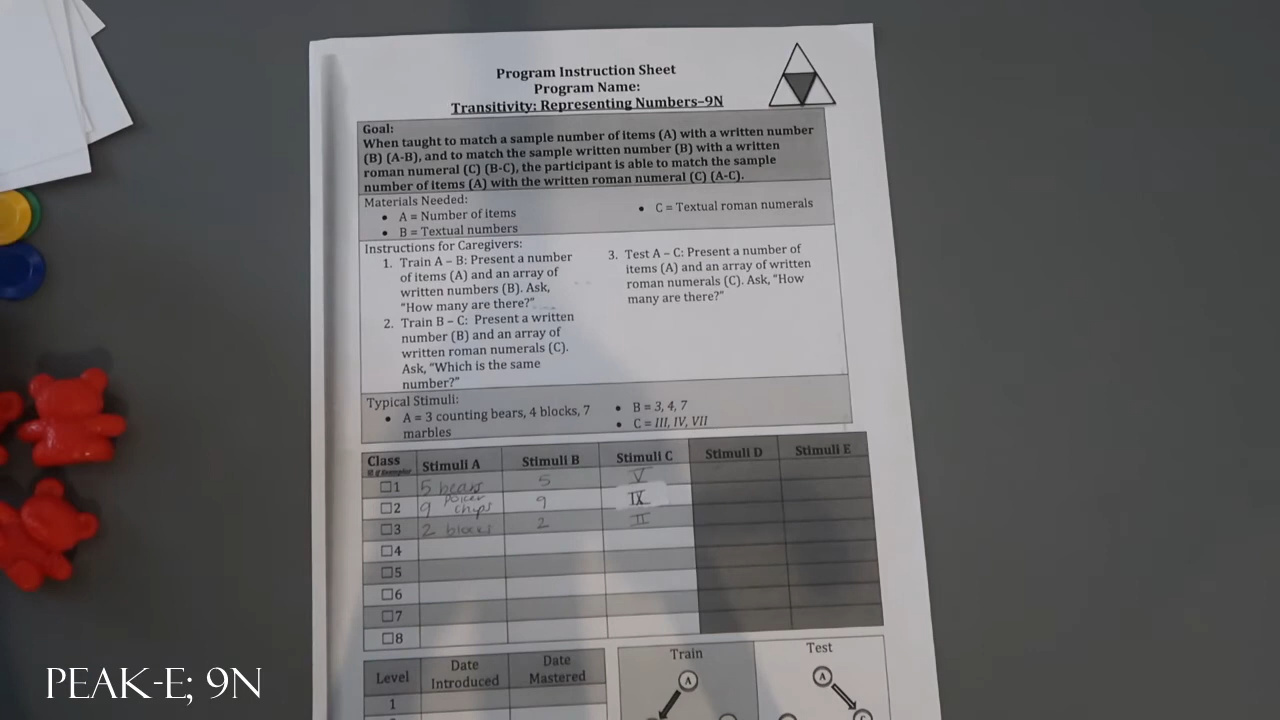 Program Instruction Sheet
Program Name:
Transitivity: Representing Numbers–9N
Goal:
When taught to match a sample number of items (A) with a written number
(B) (A-B), and to match the sample written number (B) with a written
roman numeral (C) (B-C), the participant is able to match the sample
number of items (A) with the written roman numeral (C) (A-C).
Materials Needed:
• A = Number of items
• B = Textual numbers
• C = Textual roman numerals
Instructions for Caregivers:
1. Train A – B: Present a number
of items (A) and an array of
written numbers (B). Ask,
"How many are there?"
2. Train B – C: Present a written
number (B) and an array of
written roman numerals (C).
Ask, "Which is the same
number?"
3. Test A – C: Present a number of
items (A) and an array of written
roman numerals (C). Ask, "How
many are there?"
Typical Stimuli:
• A = 3 counting bears, 4 blocks, 7
marbles
• B = 3, 4, 7
• C = III, IV, VII
Class Stimuli A Stimuli B Stimuli C Stimuli D Stimuli E
☐1 5 bears 5 V
☐2 9 poker chips 9 IX
☐3 2 blocks 2 II
☐4
☐5
☐6
☐7
☐8
Level Date Introduced Date Mastered
1
Train
A
Test
A
C
PEAK-E; 9N